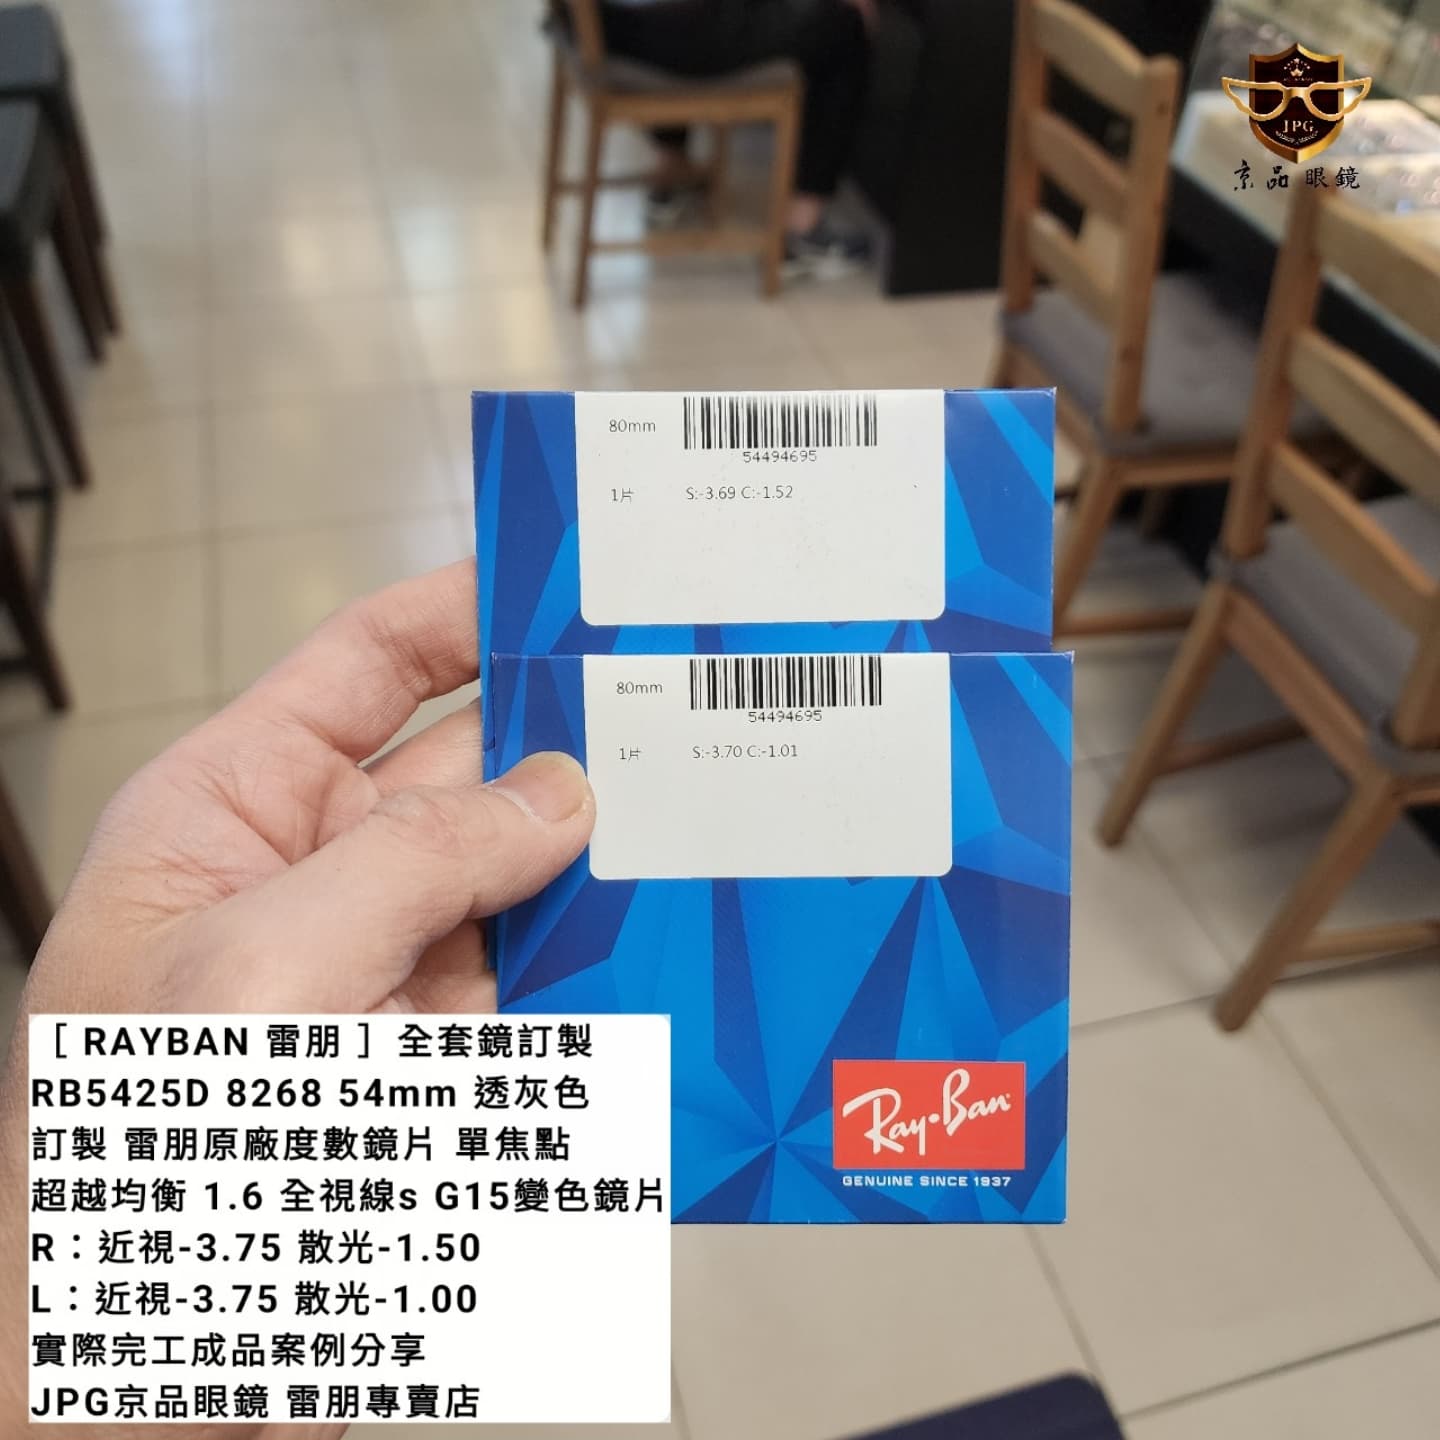 JPG
京品 眼鏡
80mm
54494695
1片 S:-3.69 C:-1.52
80mm
54494695
1片 S:-3.70 C:-1.01
Ray-Ban
GENUINE SINCE 1937
［ RAYBAN 雷朋 ］ 全套鏡訂製
RB5425D 8268 54mm 透灰色
訂製 雷朋原廠度數鏡片 單焦點
超越均衡 1.6 全視線s G15變色鏡片
R：近視-3.75 散光-1.50
L：近視-3.75 散光-1.00
實際完工成品案例分享
JPG京品眼鏡 雷朋專賣店